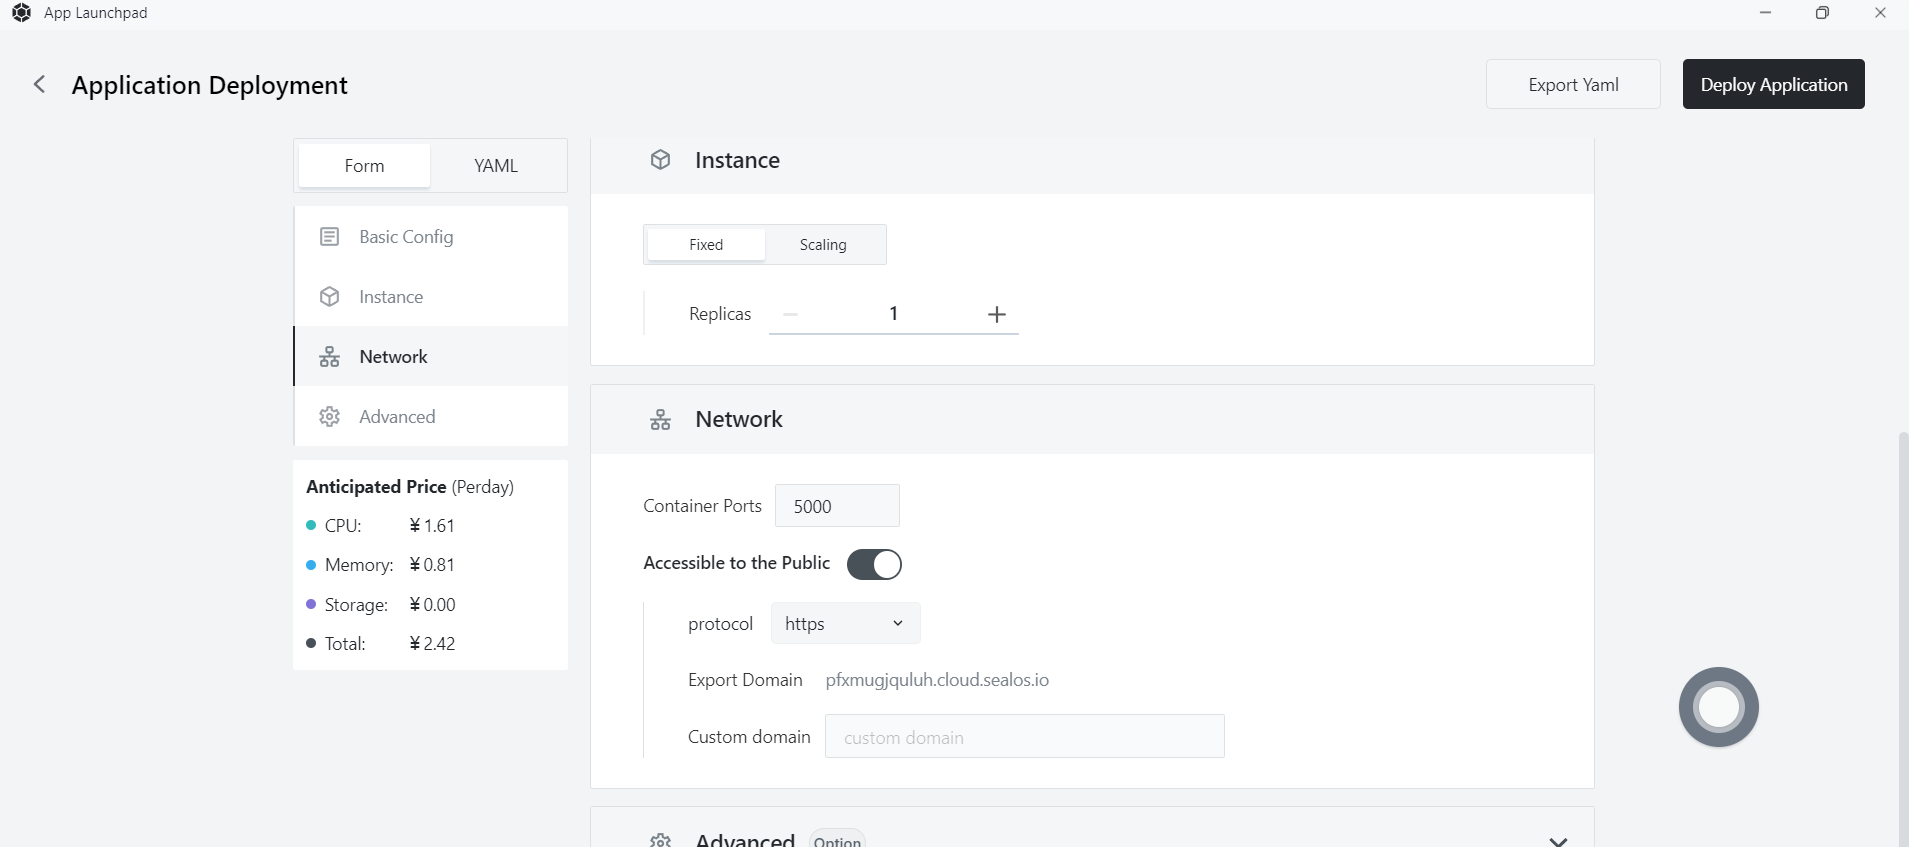 App Launchpad
Application Deployment
Export Yaml
Deploy Application
Form
YAML
Basic Config
Instance
Network
Advanced
Anticipated Price (Perday)
CPU: ¥1.61
Memory: ¥0.81
Storage: ¥0.00
Total: ¥2.42
Instance
Fixed
Scaling
Replicas
1
Network
Container Ports
5000
Accessible to the Public
protocol
https
Export Domain
pfxmugjquluh.cloud.sealos.io
Custom domain
custom domain
Advanced
Option